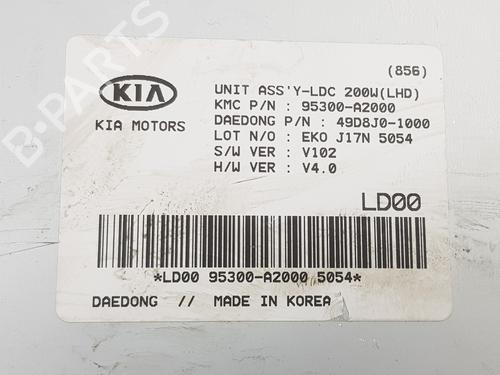 (856)
KIA
KIA MOTORS
UNIT ASS'Y-LDC 200W(LHD)
KMC P/N : 95300-A2000
DAEDONG P/N : 49D8J0-1000
LOT N/O : EKO J17N 5054
S/W VER : V102
H/W VER : V4.0
LD00
*LD00 95300-A2000 5054*
DAEDONG // MADE IN KOREA
B-PARTS